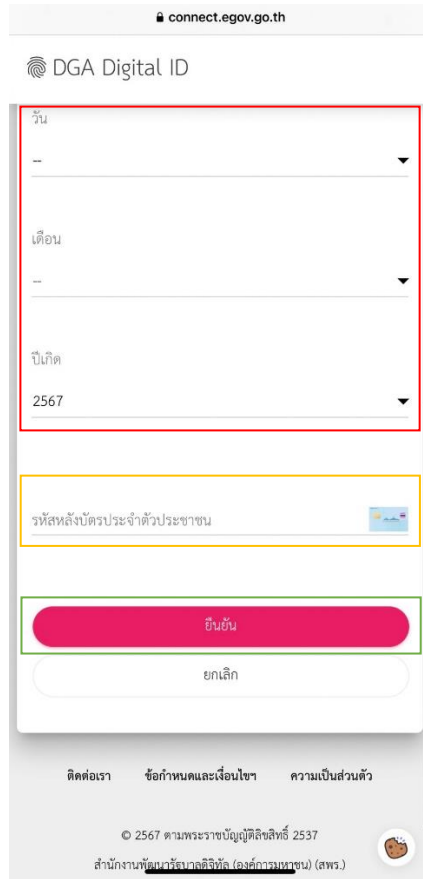 connect.egov.go.th
DGA Digital ID
วัน
--
เดือน
--
ปีเกิด
2567
รหัสหลังบัตรประจำตัวประชาชน
ยืนยัน
ยกเลิก
ติดต่อเรา ข้อกำหนดและเงื่อนไขฯ ความเป็นส่วนตัว
© 2567 ตามพระราชบัญญัติลิขสิทธิ์ 2537
สำนักงานพัฒนารัฐบาลดิจิทัล (องค์การมหาชน) (สพร.)